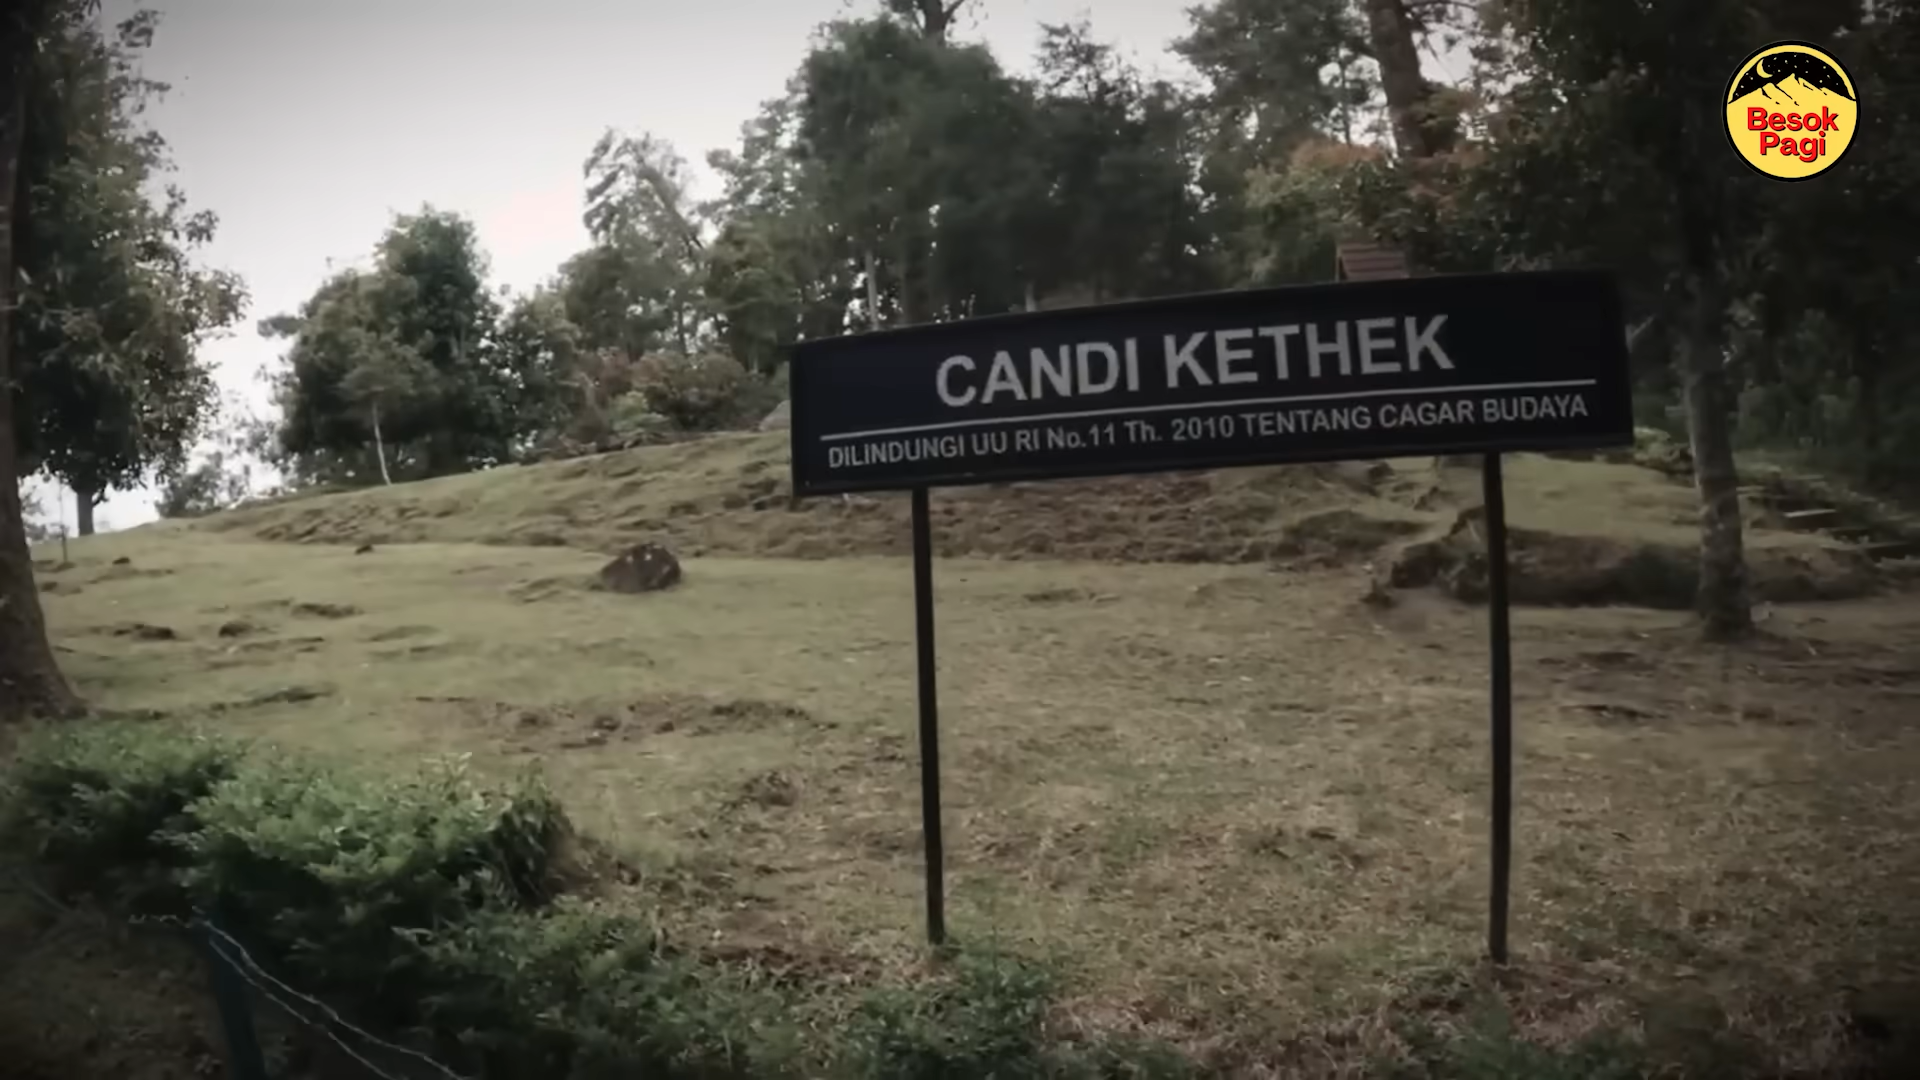 Besok
Pagi
CANDI KETHEK
DILINDUNGI UU RI No.11 Th. 2010 TENTANG CAGAR BUDAYA